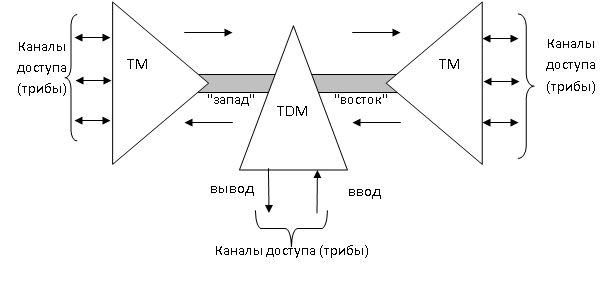 Каналы
доступа
(трибы)
ТМ
"запад"
TDM
"восток"
ТМ
Каналы
доступа
(трибы)
вывод
ввод
Каналы доступа (трибы)